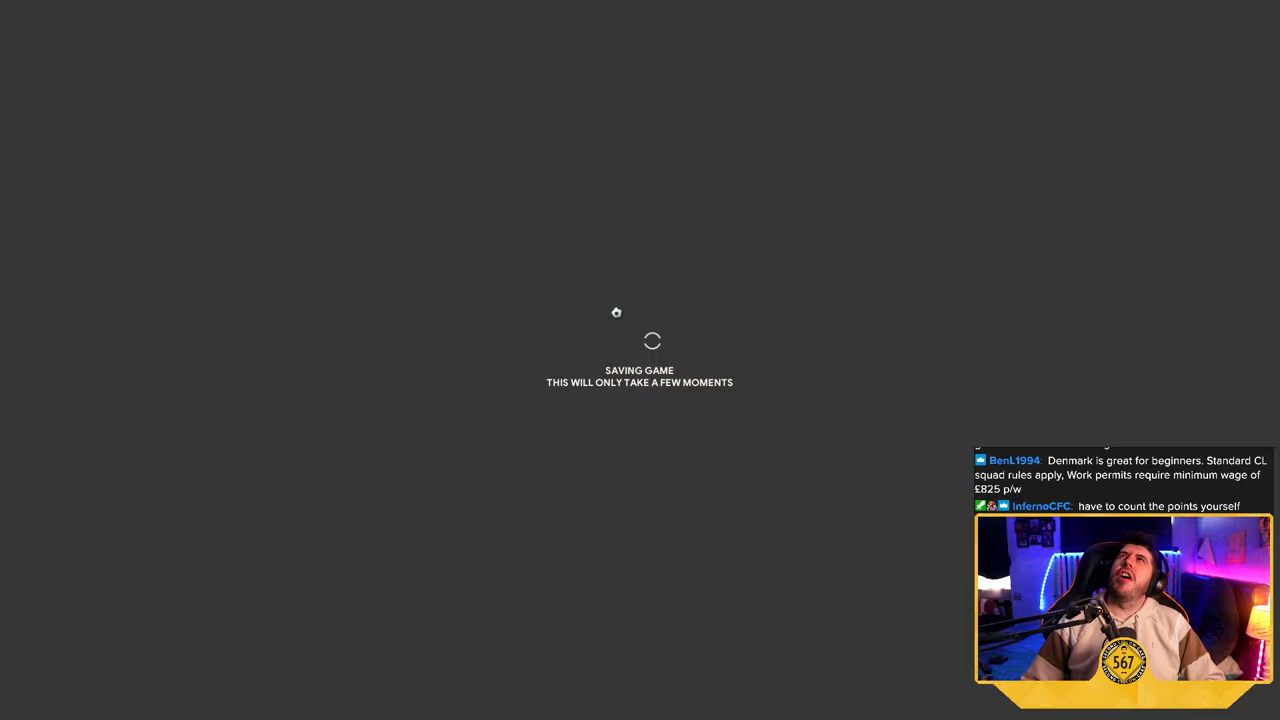 SAVING GAME
THIS WILL ONLY TAKE A FEW MOMENTS
BenL1994: Denmark is great for beginners. Standard CL
squad rules apply, Work permits require minimum wage of
£825 p/w
InfernoCFC: have to count the points yourself
567